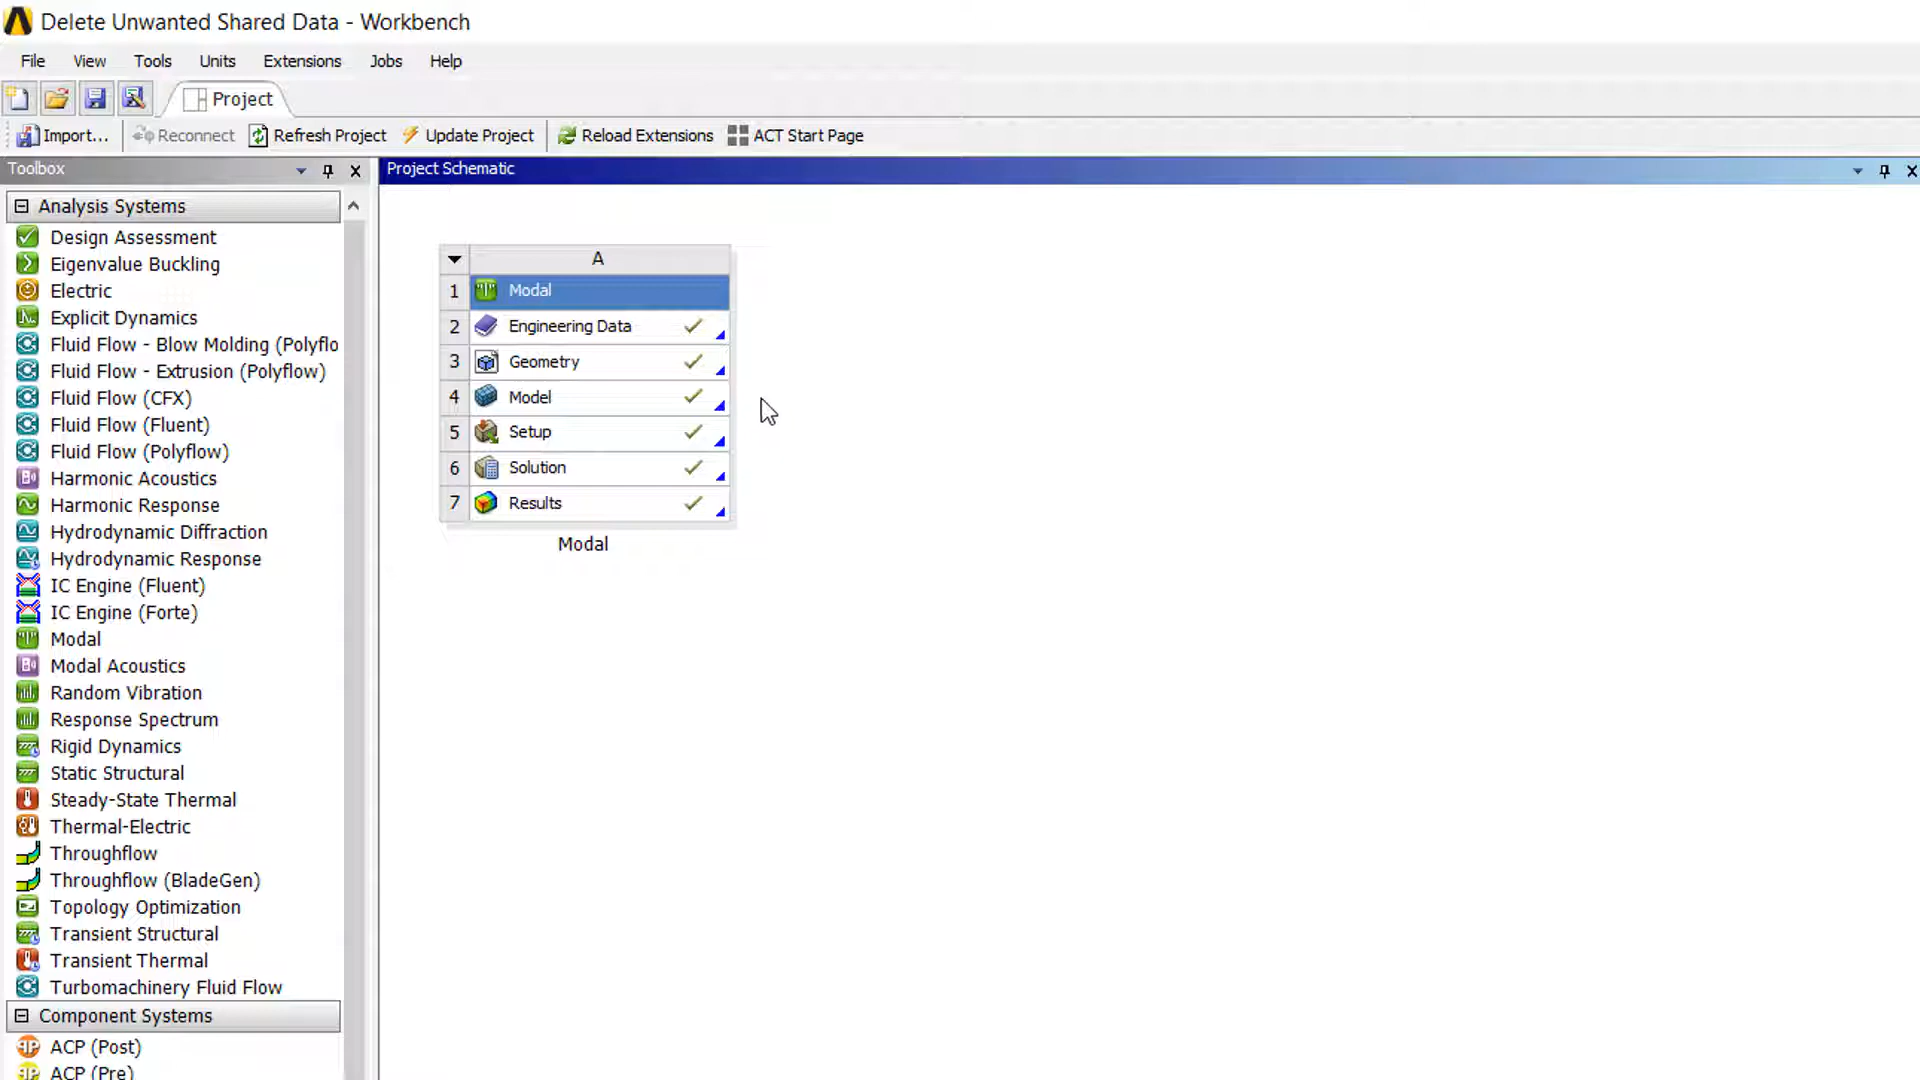 Delete Unwanted Shared Data - Workbench
File View Tools Units Extensions Jobs Help
Project
Import... Reconnect Refresh Project Update Project Reload Extensions ACT Start Page
Toolbox
Project Schematic
Analysis Systems
Design Assessment
Eigenvalue Buckling
Electric
Explicit Dynamics
Fluid Flow - Blow Molding (Polyflo
Fluid Flow - Extrusion (Polyflow)
Fluid Flow (CFX)
Fluid Flow (Fluent)
Fluid Flow (Polyflow)
Harmonic Acoustics
Harmonic Response
Hydrodynamic Diffraction
Hydrodynamic Response
IC Engine (Fluent)
IC Engine (Forte)
Modal
Modal Acoustics
Random Vibration
Response Spectrum
Rigid Dynamics
Static Structural
Steady-State Thermal
Thermal-Electric
Throughflow
Throughflow (BladeGen)
Topology Optimization
Transient Structural
Transient Thermal
Turbomachinery Fluid Flow
Component Systems
ACP (Post)
ACP (Pre)
A
1 Modal
2 Engineering Data
3 Geometry
4 Model
5 Setup
6 Solution
7 Results
Modal